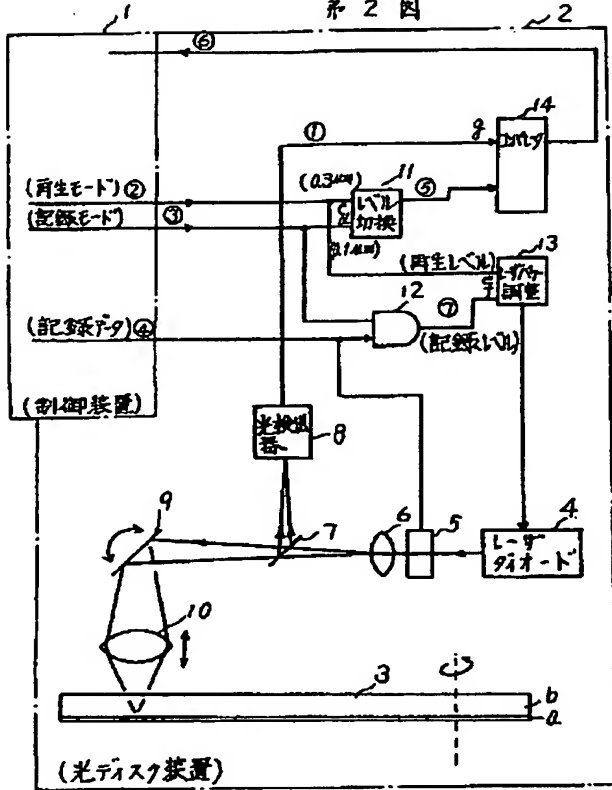 第 2 図
1
2
⑥
14
①
g
コンパレータ
11
(再生モード)②
(0.3μm)
レベル
切換
⑤
c
d
(記録モード) ③
(0.1μm)
13
(再生レベル)
レーザパワー
調整
e
f
12
⑦
(記録データ)④
(記録レベル)
(制御装置)
光検出
器
8
9
7
6
5
4
レーザ
ダイオード
10
3
b
a
(光ディスク装置)